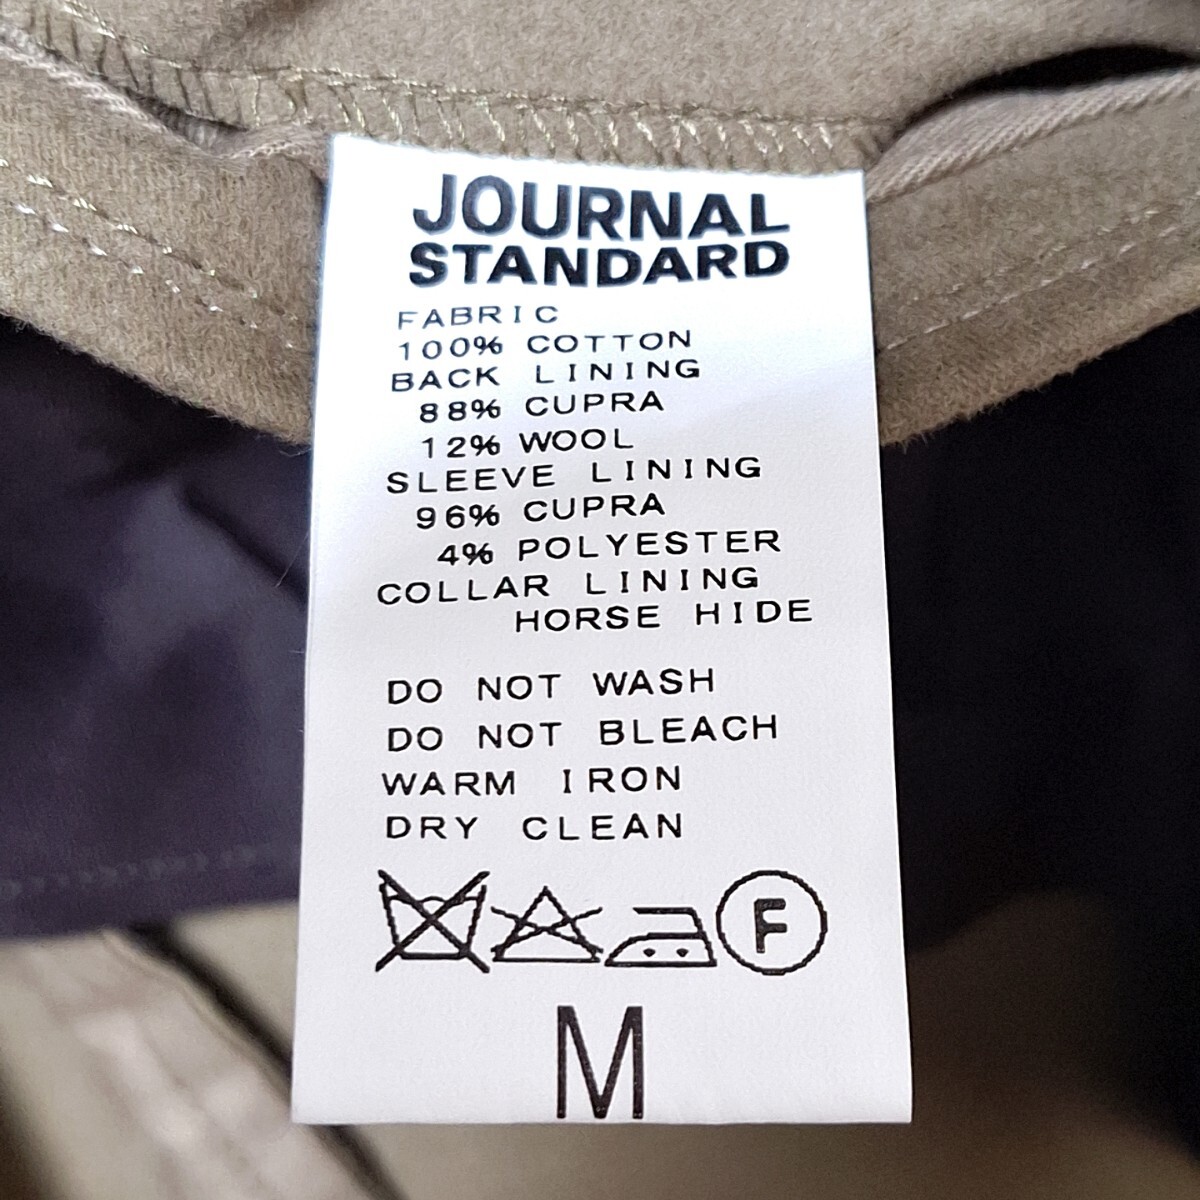 JOURNAL
STANDARD
FABRIC
100% COTTON
BACK LINING
88% CUPRA
12% WOOL
SLEEVE LINING
96% CUPRA
4% POLYESTER
COLLAR LINING
HORSE HIDE
DO NOT WASH
DO NOT BLEACH
WARM IRON
DRY CLEAN
F
M